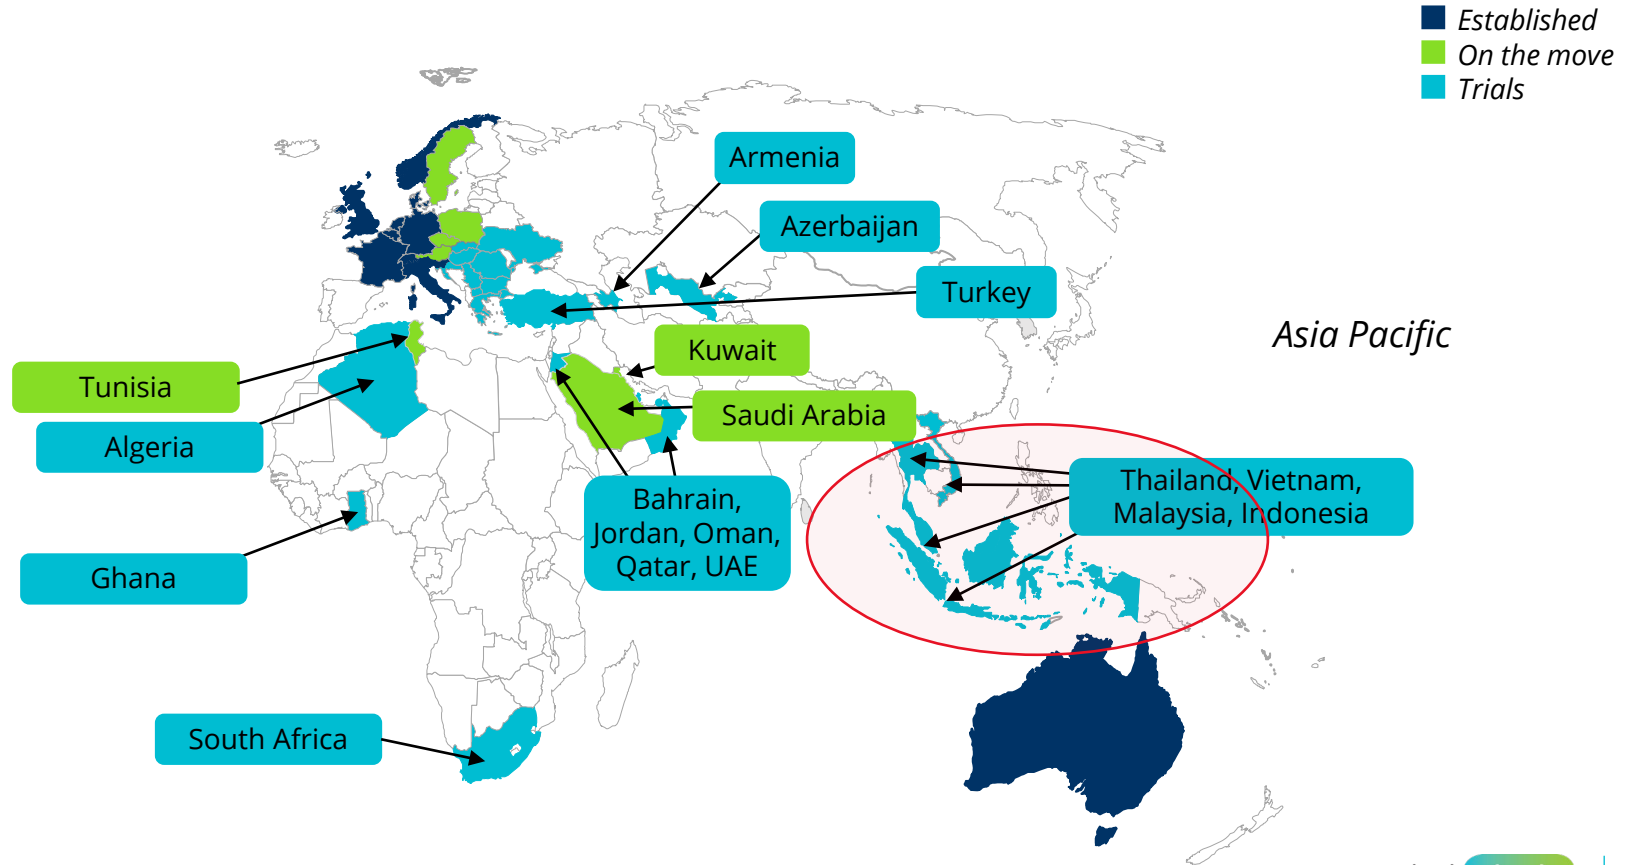 Established
On the move
Trials
Armenia
Azerbaijan
Turkey
Asia Pacific
Kuwait
Tunisia
Saudi Arabia
Algeria
Thailand, Vietnam,
Malaysia, Indonesia
Bahrain,
Jordan, Oman,
Qatar, UAE
Ghana
South Africa